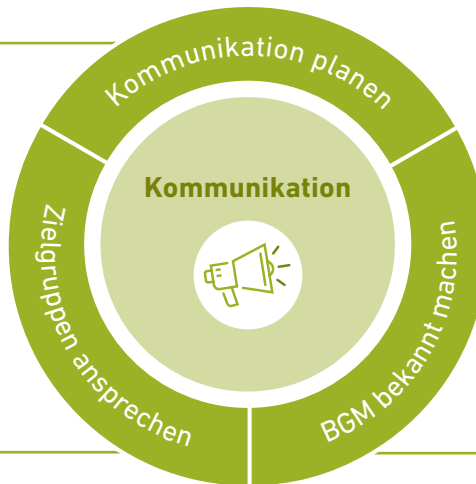 Kommunikation planen
Kommunikation
Zielgruppen ansprechen
BGM bekannt machen